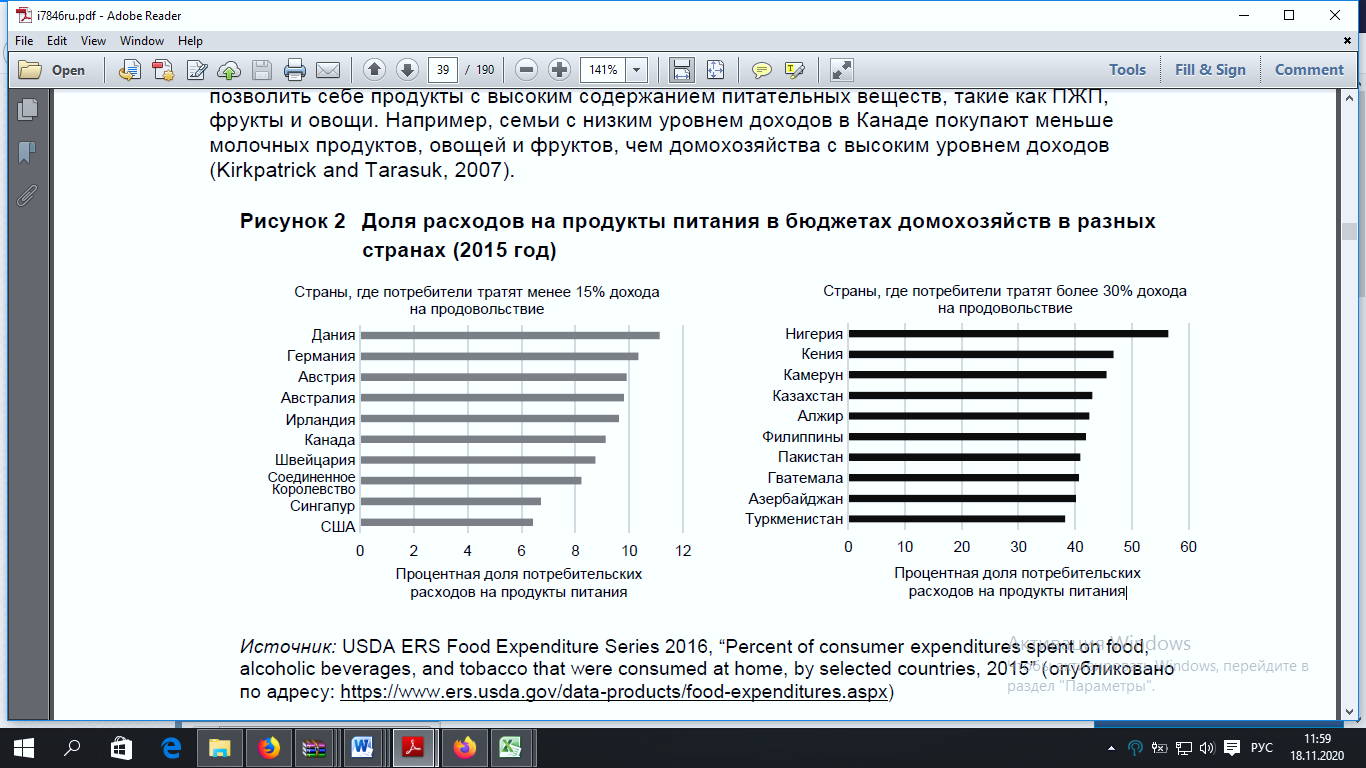 i7846ru.pdf - Adobe Reader
File Edit View Window Help
Open 39 / 190 141% Tools Fill & Sign Comment
позволить себе продукты с высоким содержанием питательных веществ, такие как ПЖП,
фрукты и овощи. Например, семьи с низким уровнем доходов в Канаде покупают меньше
молочных продуктов, овощей и фруктов, чем домохозяйства с высоким уровнем доходов
(Kirkpatrick and Tarasuk, 2007).
Рисунок 2 Доля расходов на продукты питания в бюджетах домохозяйств в разных
странах (2015 год)
Страны, где потребители тратят менее 15% дохода
на продовольствие
Дания
Германия
Австрия
Австралия
Ирландия
Канада
Швейцария
Соединенное
Королевство
Сингапур
США
0 2 4 6 8 10 12
Процентная доля потребительских
расходов на продукты питания
Страны, где потребители тратят более 30% дохода
на продовольствие
Нигерия
Кения
Камерун
Казахстан
Алжир
Филиппины
Пакистан
Гватемала
Азербайджан
Туркменистан
0 10 20 30 40 50 60
Процентная доля потребительских
расходов на продукты питания
Источник: USDA ERS Food Expenditure Series 2016, “Percent of consumer expenditures spent on food,
alcoholic beverages, and tobacco that were consumed at home, by selected countries, 2015” (опубликовано
по адресу: https://www.ers.usda.gov/data-products/food-expenditures.aspx)
Активация Windows
Чтобы активировать Windows, перейдите в
раздел "Параметры".
РУС
11:59
18.11.2020